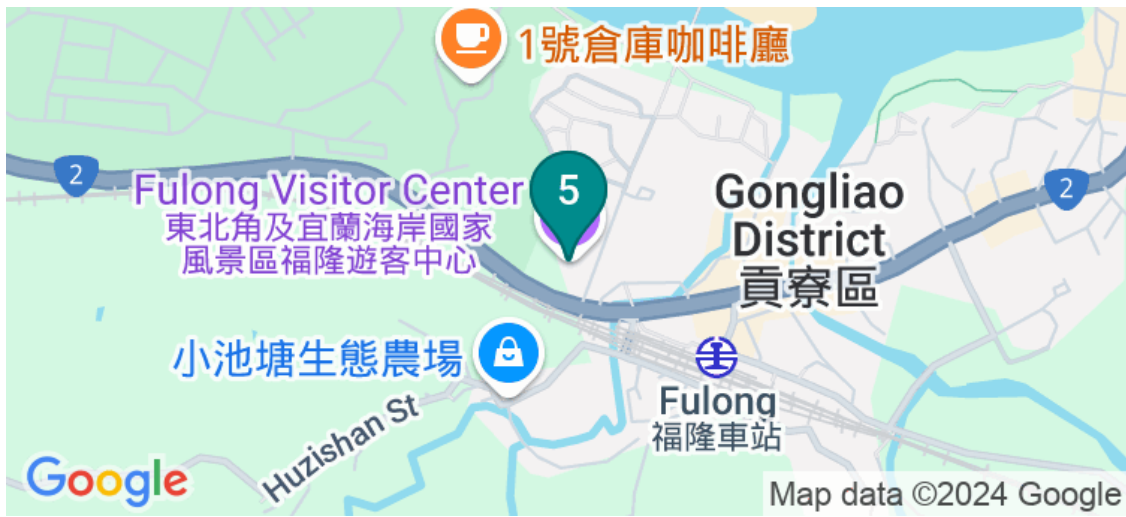 1號倉庫咖啡廳
2
Fulong Visitor Center
東北角及宜蘭海岸國家
風景區福隆遊客中心
5
Gongliao
District
貢寮區
2
小池塘生態農場
Fulong
福隆車站
Huzishan St
Google
Map data ©2024 Google